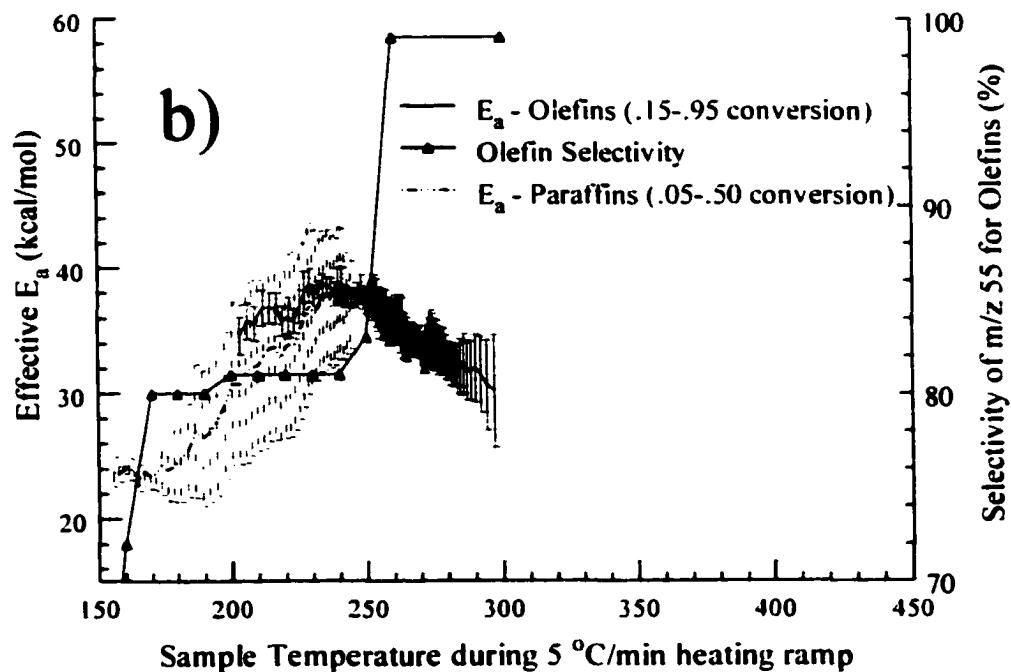 b)
E_a - Olefins (.15-.95 conversion)
Olefin Selectivity
E_a - Paraffins (.05-.50 conversion)
Effective E_a (kcal/mol)
60
50
40
30
20
Selectivity of m/z 55 for Olefins (%)
100
90
80
70
150 200 250 300 350 400 450
Sample Temperature during 5 °C/min heating ramp